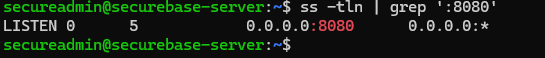 secureadmin@securebase-server:~$ ss -tln | grep ':8080'
LISTEN 0      5            0.0.0.0:8080      0.0.0.0:*
secureadmin@securebase-server:~$